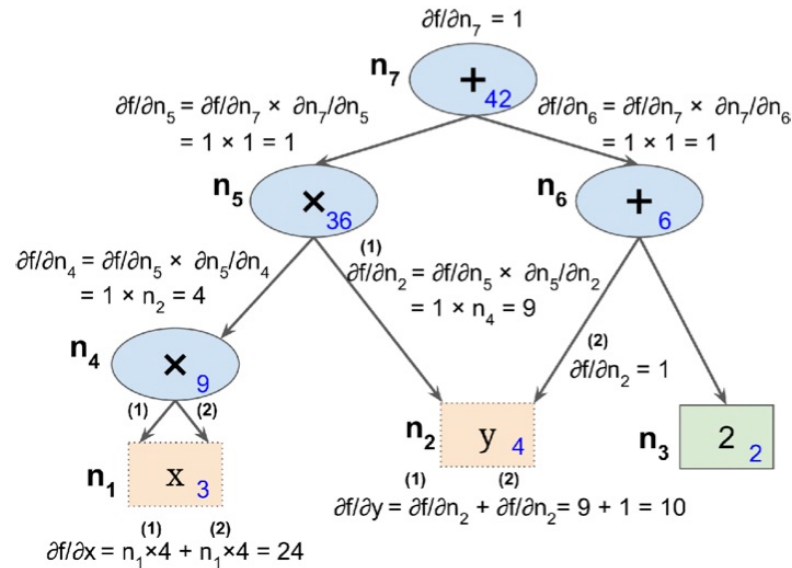 ∂f/∂n₇ = 1
n₇
+
42
∂f/∂n₅ = ∂f/∂n₇ × ∂n₇/∂n₅
= 1 × 1 = 1
∂f/∂n₆ = ∂f/∂n₇ × ∂n₇/∂n₆
= 1 × 1 = 1
n₅
×
36
n₆
+
6
∂f/∂n₄ = ∂f/∂n₅ × ∂n₅/∂n₄
= 1 × n₂ = 4
(1)
∂f/∂n₂ = ∂f/∂n₅ × ∂n₅/∂n₂
= 1 × n₄ = 9
n₄
×
9
(1)
(2)
(2)
∂f/∂n₂ = 1
n₁
x 3
n₂
y 4
n₃
2 2
(1) (2)
∂f/∂y = ∂f/∂n₂ + ∂f/∂n₂= 9 + 1 = 10
(1) (2)
∂f/∂x = n₁×4 + n₁×4 = 24